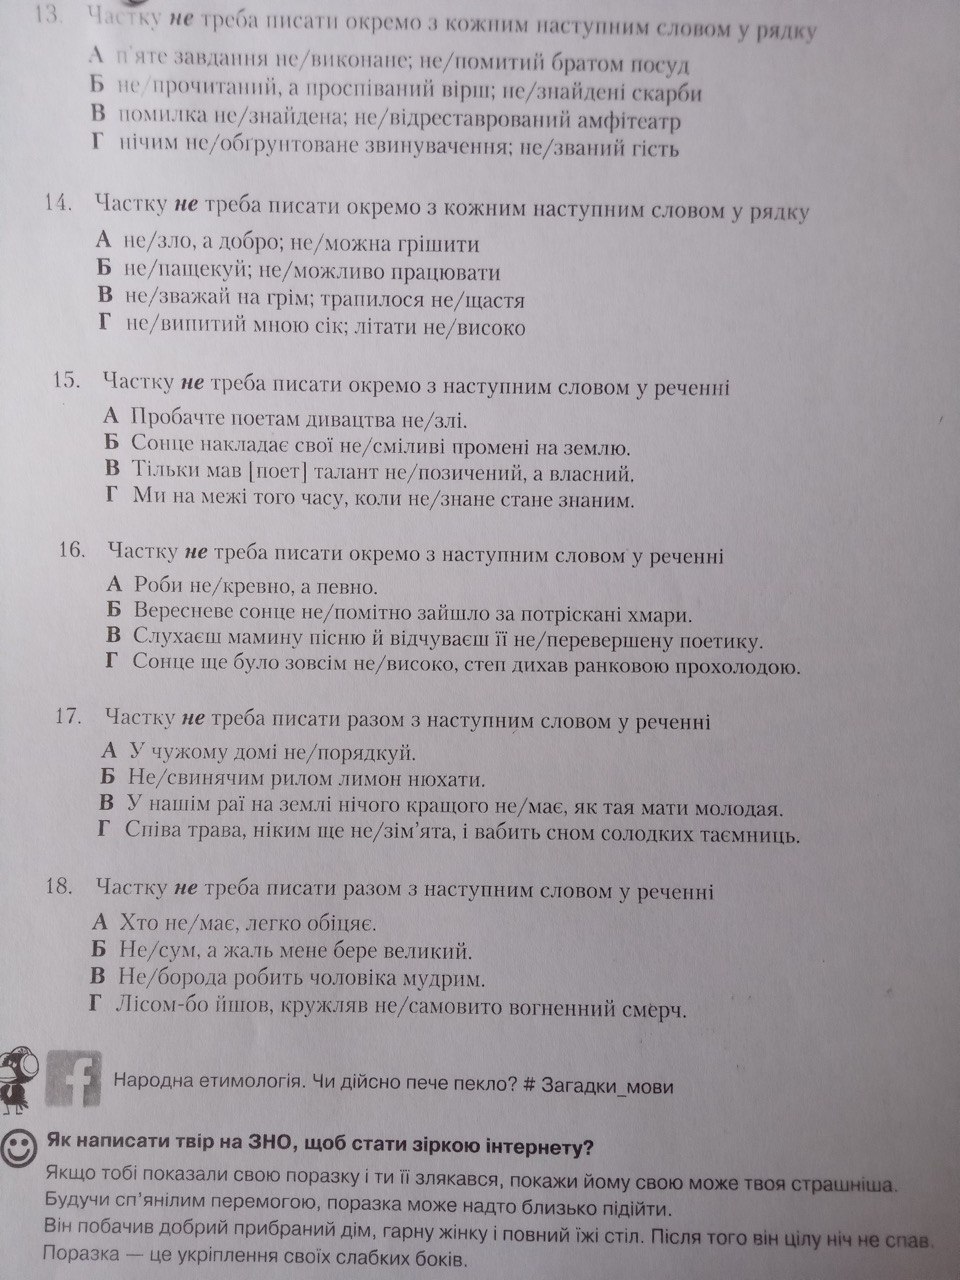 13. Частку не треба писати окремо з кожним наступним словом у рядку
А п'яте завдання не/виконане; не/помитий братом посуд
Б не/прочитаний, а проспіваний вірш; не/знайдені скарби
В помилка не/знайдена; не/відреставрований амфітеатр
Г нічим не/обґрунтоване звинувачення; не/званий гість
14. Частку не треба писати окремо з кожним наступним словом у рядку
А не/зло, а добро; не/можна грішити
Б не/пащекуй; не/можливо працювати
В не/зважай на грім; трапилося не/щастя
Г не/випитий мною сік; літати не/високо
15. Частку не треба писати окремо з наступним словом у реченні
А Пробачте поетам дивацтва не/злі.
Б Сонце накладає свої не/сміливі промені на землю.
В Тільки мав [поет] талант не/позичений, а власний.
Г Ми на межі того часу, коли не/знане стане знаним.
16. Частку не треба писати окремо з наступним словом у реченні
А Роби не/кревно, а певно.
Б Вересневе сонце не/помітно зайшло за потріскані хмари.
В Слухаєш мамину пісню й відчуваєш її не/перевершену поетику.
Г Сонце ще було зовсім не/високо, степ дихав ранковою прохолодою.
17. Частку не треба писати разом з наступним словом у реченні
А У чужому домі не/порядкуй.
Б Не/свинячим рилом лимон нюхати.
В У нашім раї на землі нічого кращого не/має, як тая мати молодая.
Г Співа трава, ніким ще не/зім'ята, і вабить сном солодких таємниць.
18. Частку не треба писати разом з наступним словом у реченні
А Хто не/має, легко обіцяє.
Б Не/сум, а жаль мене бере великий.
В Не/борода робить чоловіка мудрим.
Г Лісом-бо йшов, кружляв не/самовито вогненний смерч.
f Народна етимологія. Чи дійсно пече пекло? # Загадки_мови
Як написати твір на ЗНО, щоб стати зіркою інтернету?
Якщо тобі показали свою поразку і ти її злякався, покажи йому свою може твоя страшніша.
Будучи сп'янілим перемогою, поразка може надто близько підійти.
Він побачив добрий прибраний дім, гарну жінку і повний їжі стіл. Після того він цілу ніч не спав.
Поразка — це укріплення своїх слабких боків.